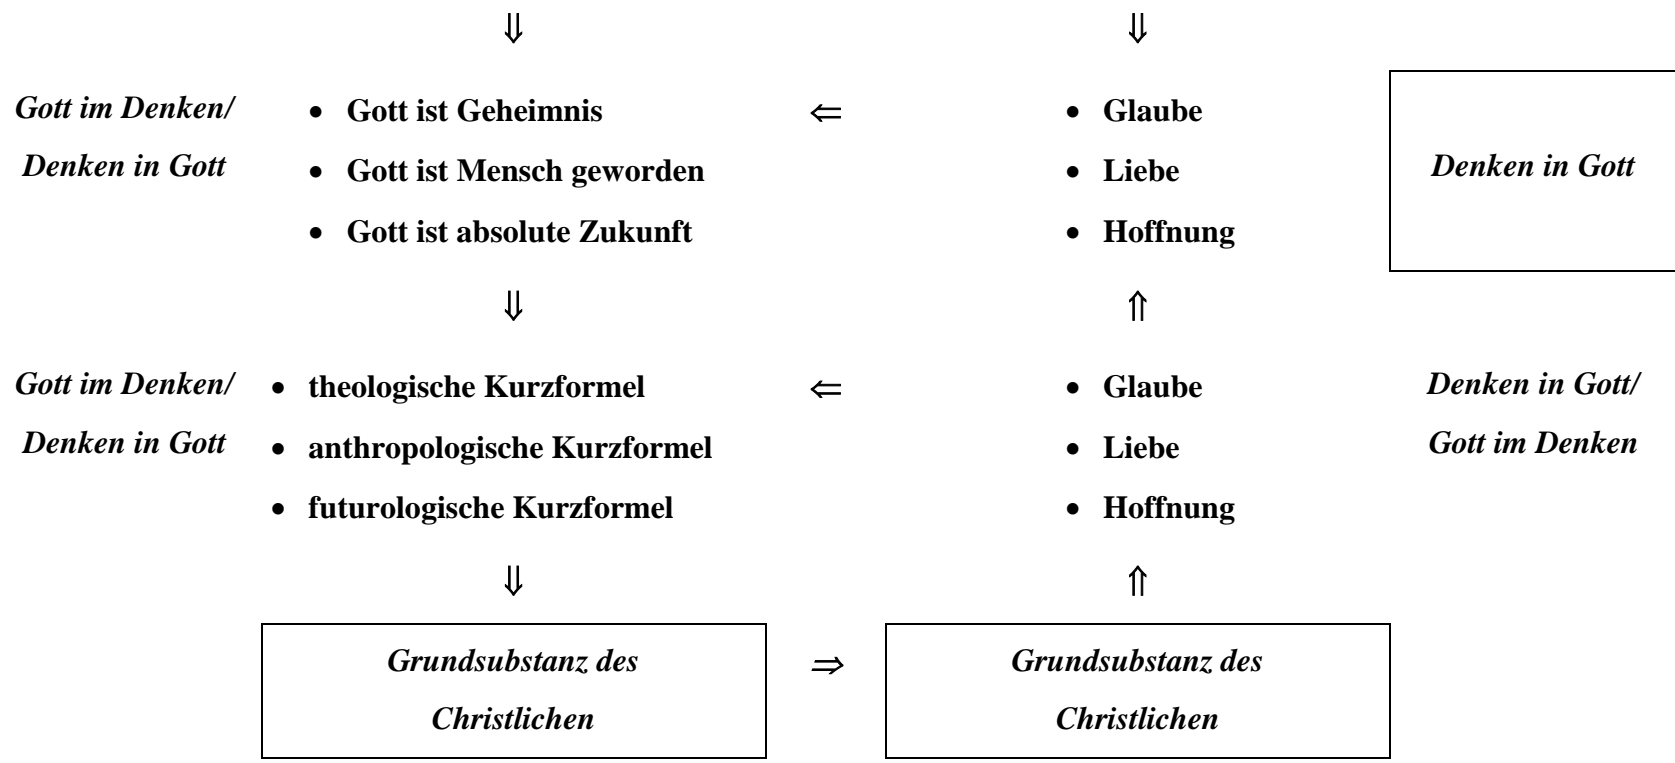 ⇓ ⇓
Gott im Denken/ • Gott ist Geheimnis ⇐ • Glaube
Denken in Gott • Gott ist Mensch geworden • Liebe Denken in Gott
• Gott ist absolute Zukunft • Hoffnung
⇓ ⇑
Gott im Denken/ • theologische Kurzformel ⇐ • Glaube Denken in Gott/
Denken in Gott • anthropologische Kurzformel • Liebe Gott im Denken
• futurologische Kurzformel • Hoffnung
⇓ ⇑
Grundsubstanz des ⇒ Grundsubstanz des
Christlichen Christlichen